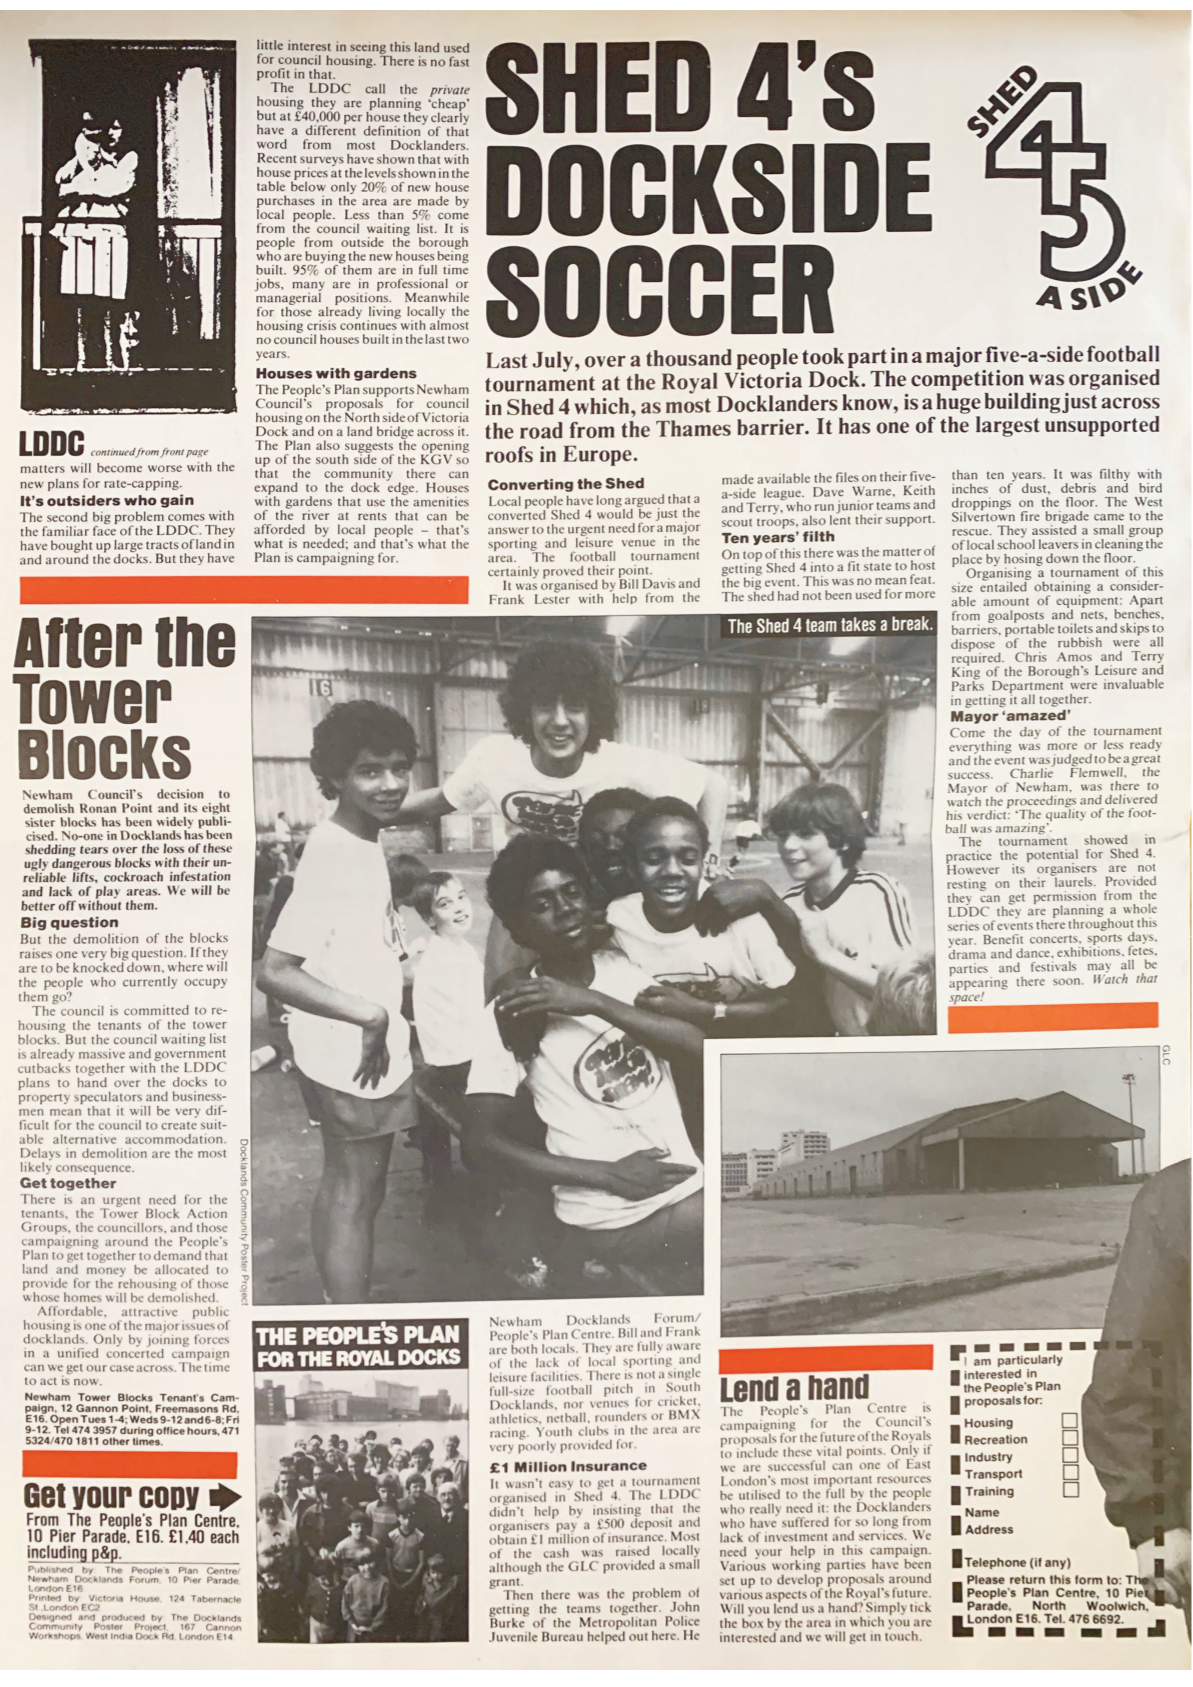 LDDC continued from front page
matters will become worse with the
new plans for rate-capping.
It's outsiders who gain
The second big problem comes with
the familiar face of the LDDC. They
have bought up large tracts of land in
and around the docks. But they have
little interest in seeing this land used
for council housing. There is no fast
profit in that.
The LDDC call the private
housing they are planning 'cheap'
but at £40,000 per house they clearly
have a different definition of that
word from most Docklanders.
Recent surveys have shown that with
house prices at the levels shown in the
table below only 20% of new house
purchases in the area are made by
local people. Less than 5% come
from the council waiting list. It is
people from outside the borough
who are buying the new houses being
built. 95% of them are in full time
jobs, many are in professional or
managerial positions. Meanwhile
for those already living locally the
housing crisis continues with almost
no council houses built in the last two
years.
Houses with gardens
The People's Plan supports Newham
Council's proposals for council
housing on the North side of Victoria
Dock and on a land bridge across it.
The Plan also suggests the opening
up of the south side of the KGV so
that the community there can
expand to the dock edge. Houses
with gardens that use the amenities
of the river at rents that can be
afforded by local people – that's
what is needed; and that's what the
Plan is campaigning for.
SHED 4'S
DOCKSIDE
SOCCER
SHED
4
5
A SIDE
Last July, over a thousand people took part in a major five-a-side football
tournament at the Royal Victoria Dock. The competition was organised
in Shed 4 which, as most Docklanders know, is a huge building just across
the road from the Thames barrier. It has one of the largest unsupported
roofs in Europe.
Converting the Shed
Local people have long argued that a
converted Shed 4 would be just the
answer to the urgent need for a major
sporting and leisure venue in the
area. The football tournament
certainly proved their point.
It was organised by Bill Davis and
Frank Lester with help from the
Newham Docklands Forum/
People's Plan Centre. Bill and Frank
are both locals. They are fully aware
of the lack of local sporting and
leisure facilities. There is not a single
full-size football pitch in South
Docklands, nor venues for cricket,
athletics, netball, rounders or BMX
racing. Youth clubs in the area are
very poorly provided for.
£1 Million Insurance
It wasn't easy to get a tournament
organised in Shed 4. The LDDC
didn't help by insisting that the
organisers pay a £500 deposit and
obtain £1 million of insurance. Most
of the cash was raised locally
although the GLC provided a small
grant.
Then there was the problem of
getting the teams together. John
Burke of the Metropolitan Police
Juvenile Bureau helped out here. He
made available the files on their five-
a-side league. Dave Warne, Keith
and Terry, who run junior teams and
scout troops, also lent their support.
Ten years' filth
On top of this there was the matter of
getting Shed 4 into a fit state to host
the big event. This was no mean feat.
The shed had not been used for more
than ten years. It was filthy with
inches of dust, debris and bird
droppings on the floor. The West
Silvertown fire brigade came to the
rescue. They assisted a small group
of local school leavers in cleaning the
place by hosing down the floor.
Organising a tournament of this
size entailed obtaining a consider-
able amount of equipment: Apart
from goalposts and nets, benches,
barriers, portable toilets and skips to
dispose of the rubbish were all
required. Chris Amos and Terry
King of the Borough's Leisure and
Parks Department were invaluable
in getting it all together.
Mayor 'amazed'
Come the day of the tournament
everything was more or less ready
and the event was judged to be a great
success. Charlie Flemwell, the
Mayor of Newham, was there to
watch the proceedings and delivered
his verdict: 'The quality of the foot-
ball was amazing'.
The tournament showed in
practice the potential for Shed 4.
However its organisers are not
resting on their laurels. Provided
they can get permission from the
LDDC they are planning a whole
series of events there throughout this
year. Benefit concerts, sports days,
drama and dance, exhibitions, fetes,
parties and festivals may all be
appearing there soon. Watch that
space!
The Shed 4 team takes a break.
16
Docklands Community Poster Project
GLC
After the
Tower
Blocks
Newham Council's decision to
demolish Ronan Point and its eight
sister blocks has been widely publi-
cised. No-one in Docklands has been
shedding tears over the loss of these
ugly dangerous blocks with their un-
reliable lifts, cockroach infestation
and lack of play areas. We will be
better off without them.
Big question
But the demolition of the blocks
raises one very big question. If they
are to be knocked down, where will
the people who currently occupy
them go?
The council is committed to re-
housing the tenants of the tower
blocks. But the council waiting list
is already massive and government
cutbacks together with the LDDC
plans to hand over the docks to
property speculators and business-
men mean that it will be very dif-
ficult for the council to create suit-
able alternative accommodation.
Delays in demolition are the most
likely consequence.
Get together
There is an urgent need for the
tenants, the Tower Block Action
Groups, the councillors, and those
campaigning around the People's
Plan to get together to demand that
land and money be allocated to
provide for the rehousing of those
whose homes will be demolished.
Affordable, attractive public
housing is one of the major issues of
docklands. Only by joining forces
in a unified concerted campaign
can we get our case across. The time
to act is now.
Newham Tower Blocks Tenant's Cam-
paign, 12 Gannon Point, Freemasons Rd,
E16. Open Tues 1-4; Weds 9-12 and 6-8; Fri
9-12. Tel 474 3957 during office hours, 471
5324/470 1811 other times.
Get your copy
From The People's Plan Centre,
10 Pier Parade, E16. £1,40 each
including p&p.
Published by: The People's Plan Centre/
Newham Docklands Forum, 10 Pier Parade,
London E16.
Printed by: Victoria House, 124 Tabernacle
St., London EC2
Designed and produced by: The Docklands
Community Poster Project, 167 Cannon
Workshops, West India Dock Rd, London E14
THE PEOPLE'S PLAN
FOR THE ROYAL DOCKS
Lend a hand
The People's Plan Centre is
campaigning for the Council's
proposals for the future of the Royals
to include these vital points. Only if
we are successful can one of East
London's most important resources
be utilised to the full by the people
who really need it: the Docklanders
who have suffered for so long from
lack of investment and services. We
need your help in this campaign.
Various working parties have been
set up to develop proposals around
various aspects of the Royal's future.
Will you lend us a hand? Simply tick
the box by the area in which you are
interested and we will get in touch.
I am particularly
interested in
the People's Plan
proposals for:
Housing
Recreation
Industry
Transport
Training
Name
Address
Telephone (if any)
Please return this form to: The
People's Plan Centre, 10 Pier
Parade, North Woolwich,
London E16. Tel. 476 6692.